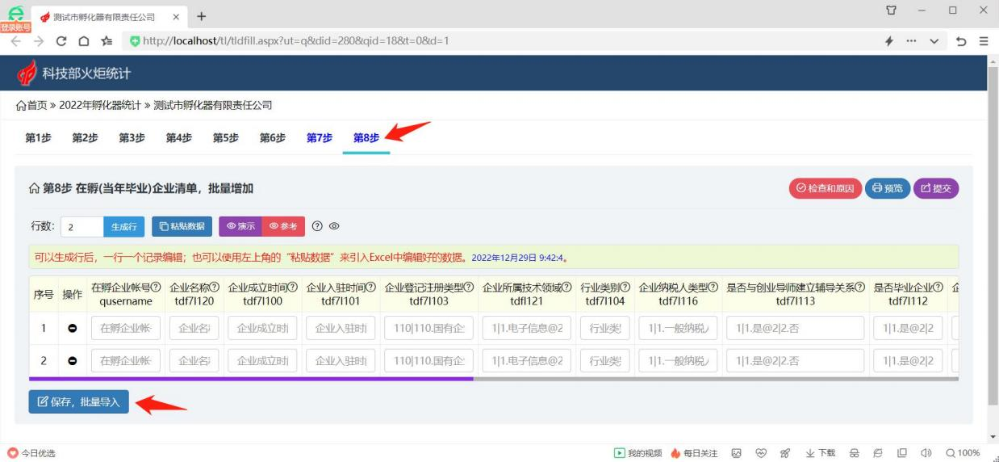 测试市孵化器有限责任公司
登录账号
http://localhost/tl/tldfill.aspx?ut=q&did=280&qid=18&t=0&d=1
科技部火炬统计
首页 » 2022年孵化器统计 » 测试市孵化器有限责任公司
第1步 第2步 第3步 第4步 第5步 第6步 第7步 第8步
第8步 在孵(当年毕业)企业清单，批量增加
检查和原因 预览 提交
行数： 2 生成行 粘贴数据 演示 参考
可以生成行后，一行一个记录编辑；也可以使用左上角的“粘贴数据”来引入Excel中编辑好的数据。2022年12月29日 9:42:4。
序号 操作 在孵企业帐号 企业名称 企业成立时间 企业入驻时间 企业登记注册类型 企业所属技术领域 行业类别 企业纳税人类型 是否与创业导师建立辅导关系 是否毕业企业 企
qusername tdf7l120 tdf7l100 tdf7l101 tdf7l103 tdfl121 tdf7l104 tdf7l116 tdf7l113 tdf7l112
1 在孵企业帐 企业名 企业成立时 企业入驻时 110|110.国有企 1|1.电子信息@2 行业类 1|1.一般纳税 1|1.是@2|2.否 1|1.是@2|2
2 在孵企业帐 企业名 企业成立时 企业入驻时 110|110.国有企 1|1.电子信息@2 行业类 1|1.一般纳税 1|1.是@2|2.否 1|1.是@2|2
保存，批量导入
今日优选 我的视频 每日关注 下载 100%